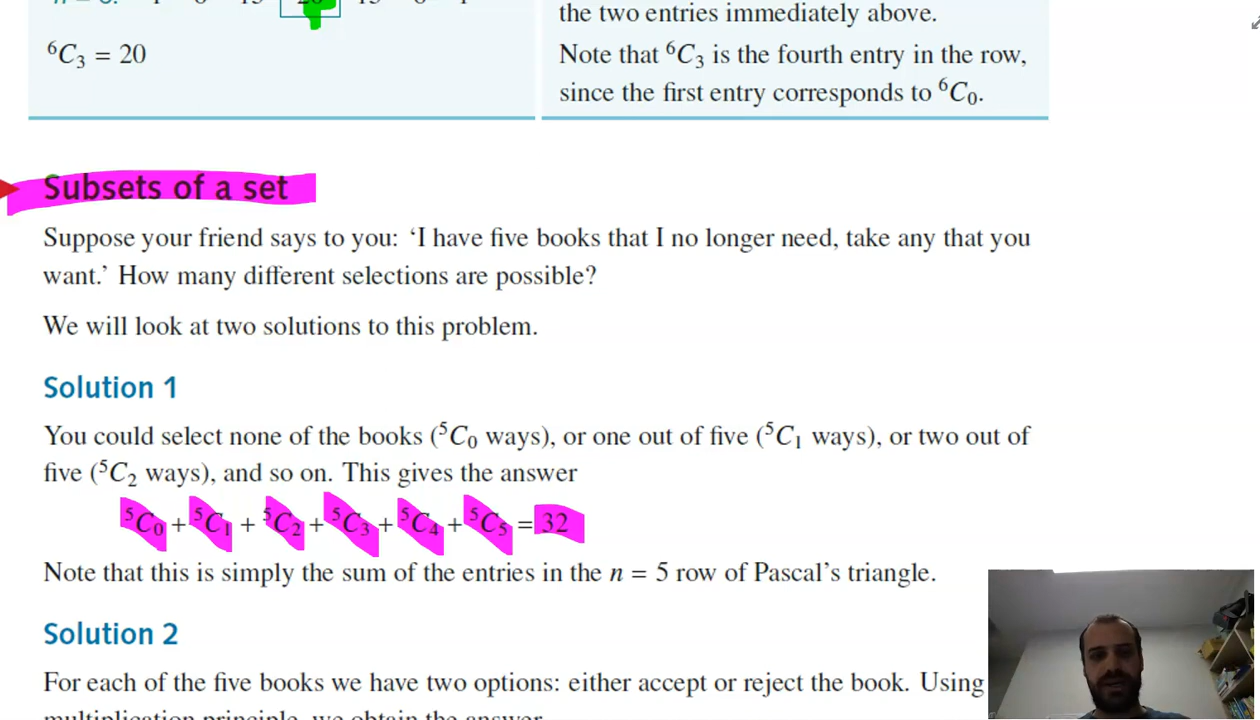 the two entries immediately above.
⁶C₃ = 20
Note that ⁶C₃ is the fourth entry in the row,
since the first entry corresponds to ⁶C₀.
Subsets of a set
Suppose your friend says to you: ‘I have five books that I no longer need, take any that you
want.’ How many different selections are possible?
We will look at two solutions to this problem.
Solution 1
You could select none of the books (⁵C₀ ways), or one out of five (⁵C₁ ways), or two out of
five (⁵C₂ ways), and so on. This gives the answer
⁵C₀ + ⁵C₁ + ⁵C₂ + ⁵C₃ + ⁵C₄ + ⁵C₅ = 32
Note that this is simply the sum of the entries in the n = 5 row of Pascal’s triangle.
Solution 2
For each of the five books we have two options: either accept or reject the book. Using
multiplication principle, we obtain the answer